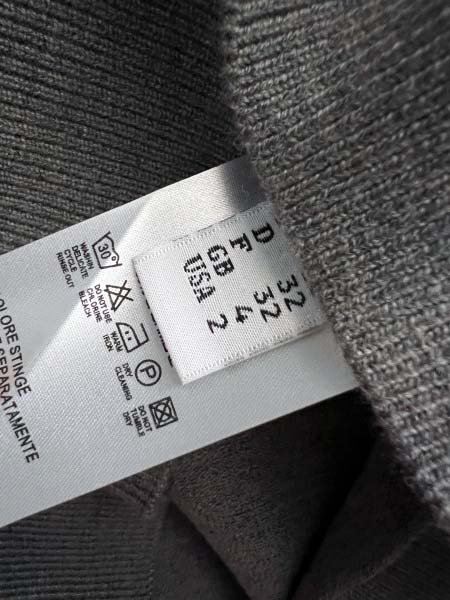 D 32
F 32
GB 4
USA 2
30°
WASH IN
DELICATE
CYCLE
RINSE OUT
DO NOT USE
CHLORINE
BLEACH
WARM
IRON
P
DRY
CLEANING
DO NOT
TUMBLE
DRY
OLORE STINGE
SEPARATAMENTE